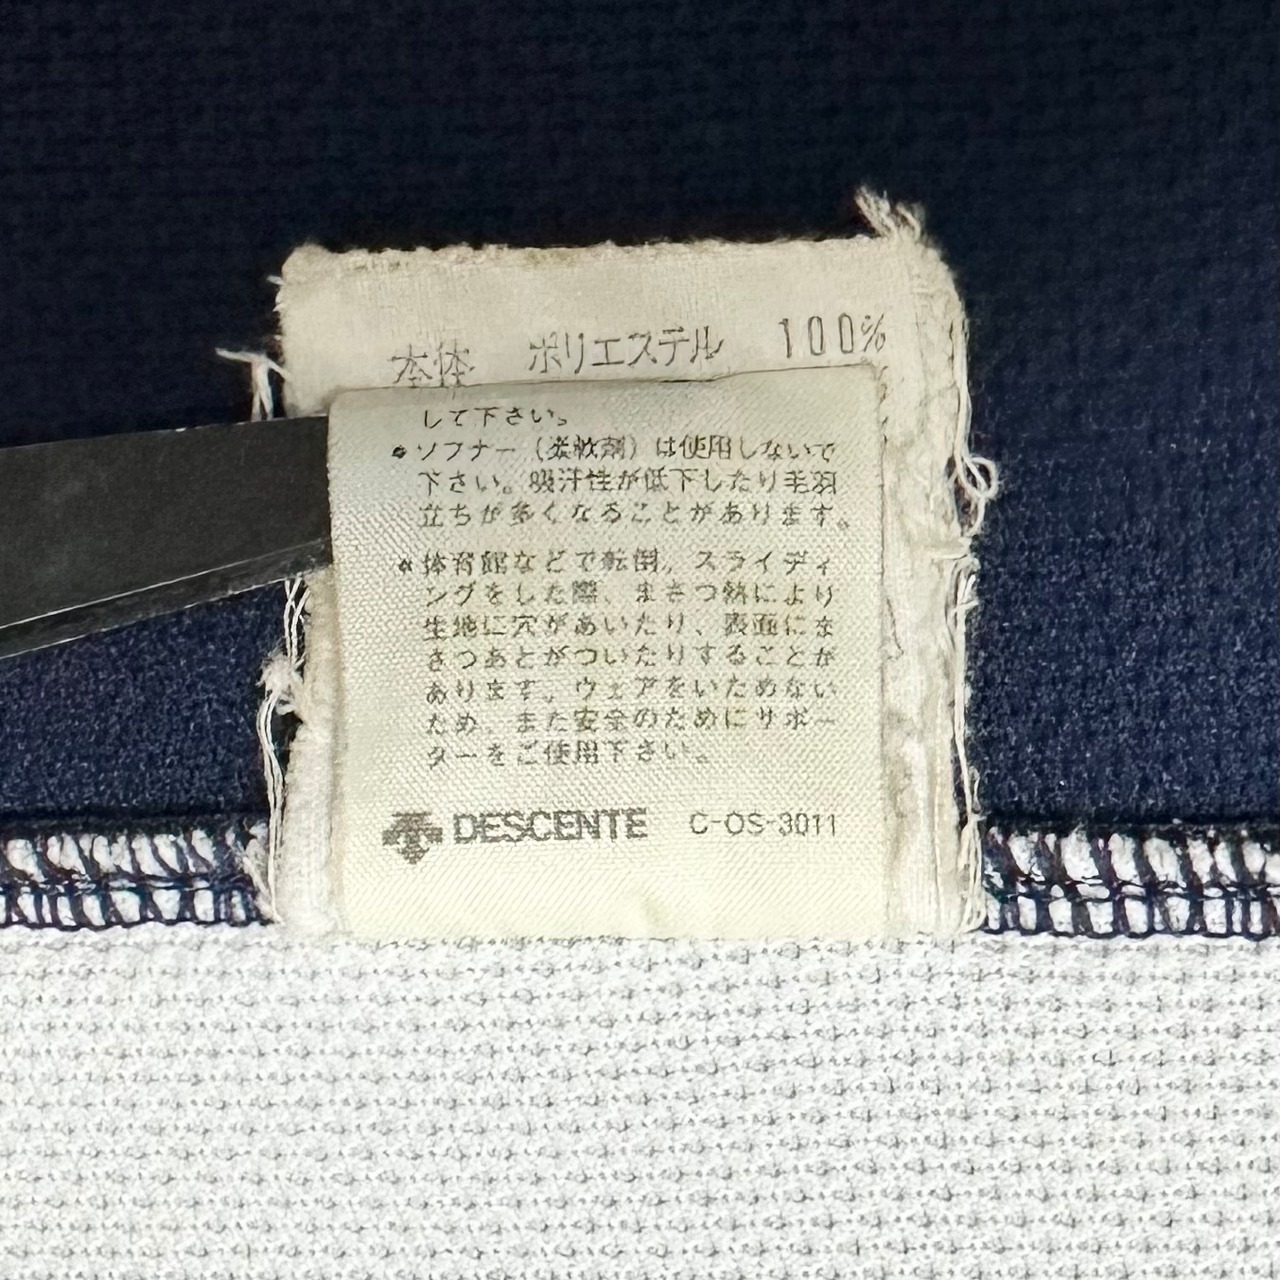 本体 ポリエステル 100%
して下さい。
●ソフナー（柔軟剤）は使用しないで
下さい。吸汗性が低下したり毛羽
立ちが多くなることがあります。
●体育館などで転倒、スライディ
ングをした際、まさつ熱により
生地に穴があいたり、表面にま
さつあとがついたりすることが
あります。ウェアをいためない
ため、また安全のためにサポー
ターをご使用下さい。
DESCENTE C-OS-3011